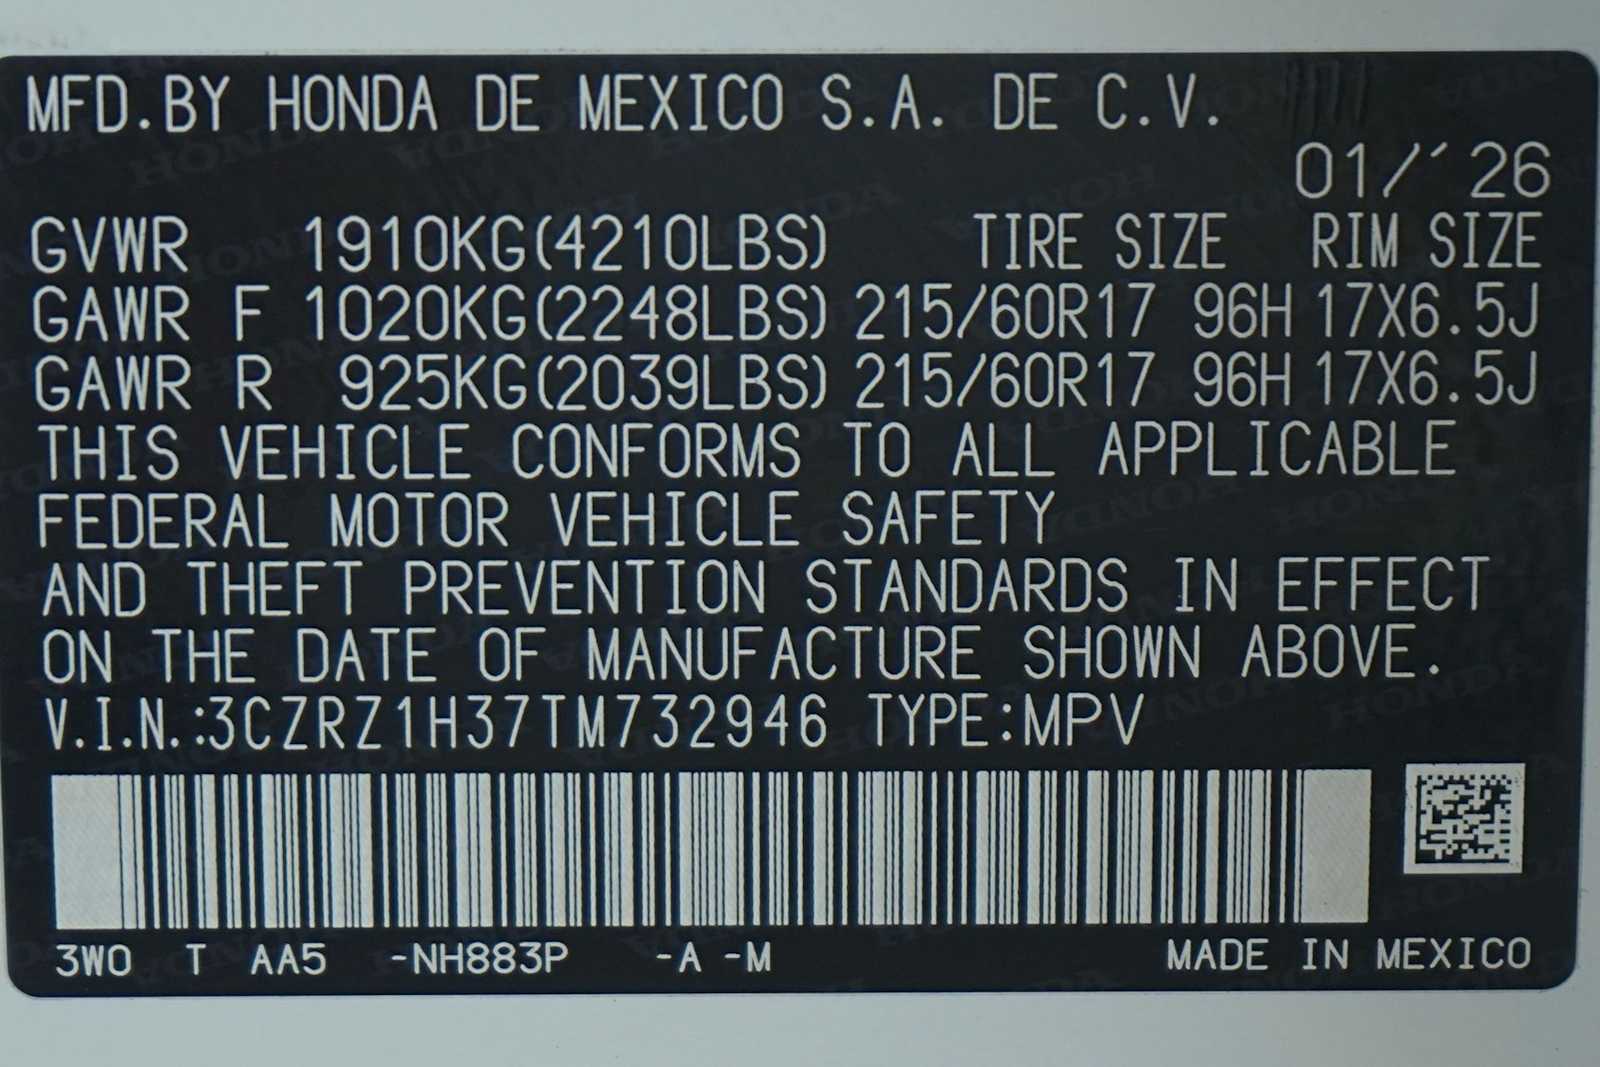 MFD.BY HONDA DE MEXICO S.A. DE C.V.
01/´26
GVWR 1910KG(4210LBS) TIRE SIZE RIM SIZE
GAWR F 1020KG(2248LBS) 215/60R17 96H 17X6.5J
GAWR R 925KG(2039LBS) 215/60R17 96H 17X6.5J
THIS VEHICLE CONFORMS TO ALL APPLICABLE
FEDERAL MOTOR VEHICLE SAFETY
AND THEFT PREVENTION STANDARDS IN EFFECT
ON THE DATE OF MANUFACTURE SHOWN ABOVE.
V.I.N.:3CZRZ1H37TM732946 TYPE:MPV
3W0 T AA5 -NH883P -A -M MADE IN MEXICO